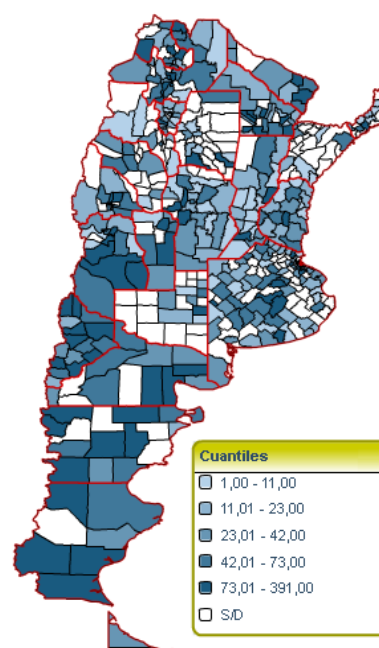 Cuantiles
1,00 - 11,00
11,01 - 23,00
23,01 - 42,00
42,01 - 73,00
73,01 - 391,00
S/D